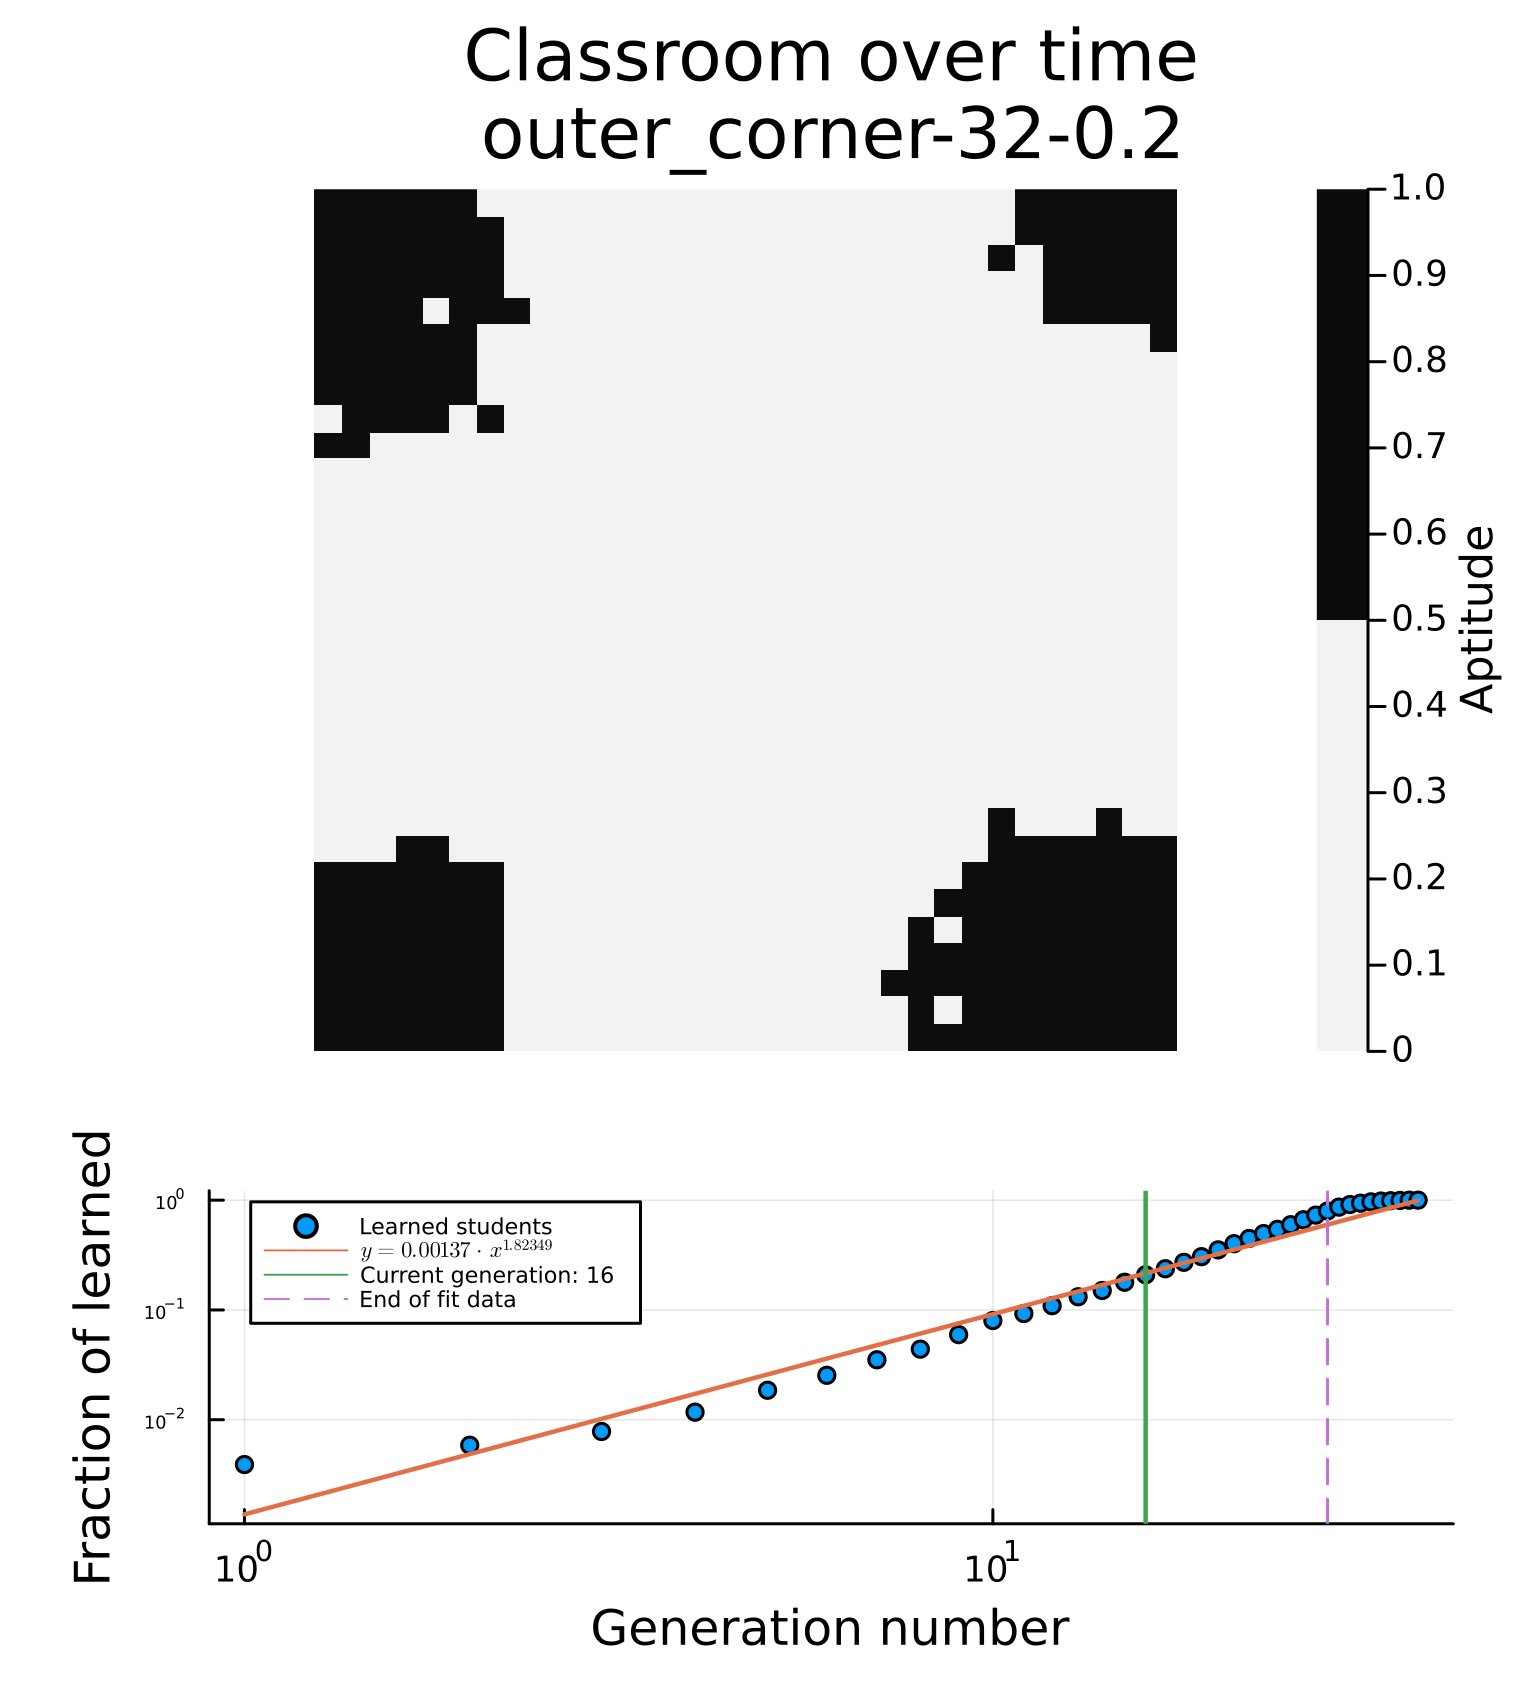 Classroom over time
outer_corner-32-0.2
1.0
0.9
0.8
0.7
0.6
0.5
0.4
0.3
0.2
0.1
0
Aptitude
Fraction of learned
10⁰
10⁻¹
10⁻²
Learned students
y = 0.00137 · x^1.82349
Current generation: 16
End of fit data
10⁰
10¹
Generation number